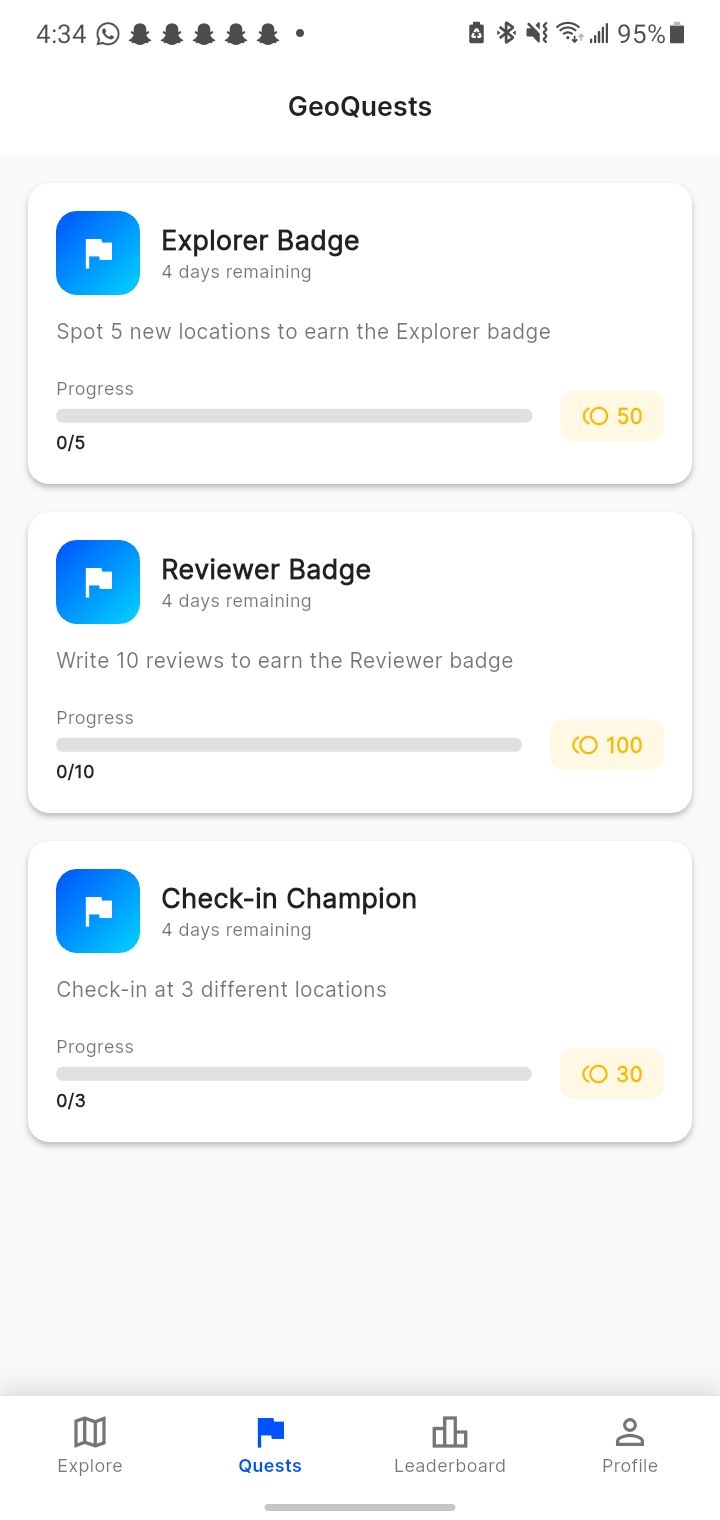 4:34
95%
GeoQuests
Explorer Badge
4 days remaining
Spot 5 new locations to earn the Explorer badge
Progress
50
0/5
Reviewer Badge
4 days remaining
Write 10 reviews to earn the Reviewer badge
Progress
100
0/10
Check-in Champion
4 days remaining
Check-in at 3 different locations
Progress
30
0/3
Explore
Quests
Leaderboard
Profile